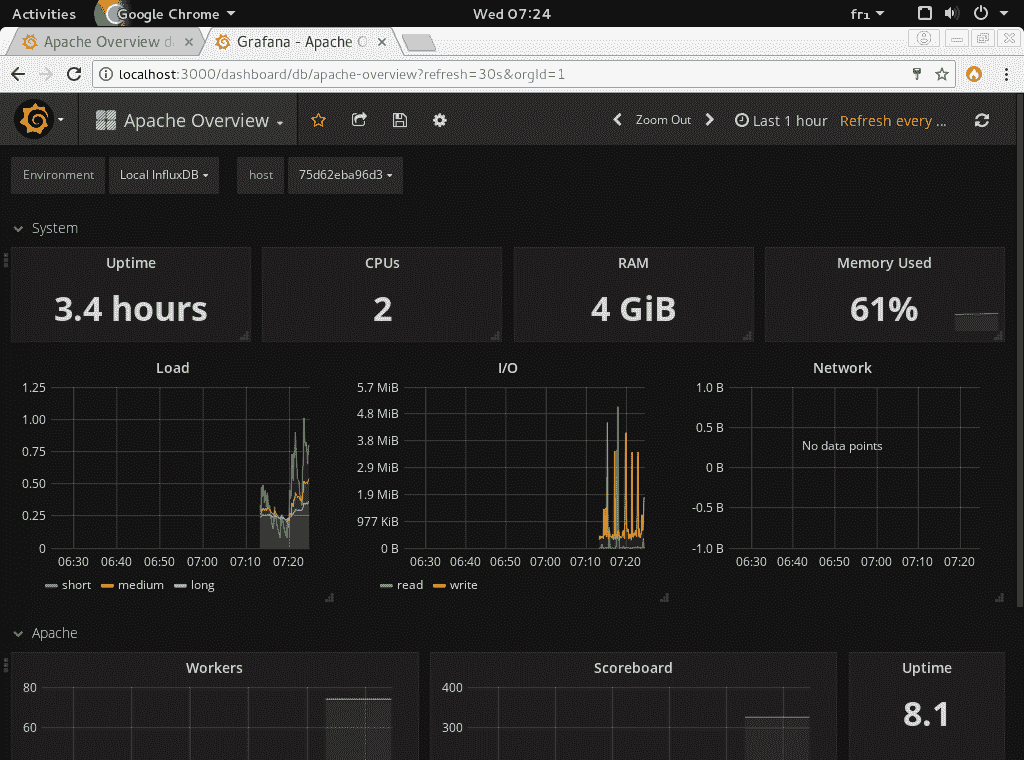 Activities Google Chrome Wed 07:24 fr1
Apache Overview d Grafana - Apache O
localhost:3000/dashboard/db/apache-overview?refresh=30s&orgId=1
Apache Overview Zoom Out Last 1 hour Refresh every ...
Environment Local InfluxDB host 75d62eba96d3
System
Uptime CPUs RAM Memory Used
3.4 hours 2 4 GiB 61%
Load I/O Network
1.25 5.7 MiB 1.0 B
1.00 4.8 MiB 0.5 B
0.75 3.8 MiB No data points
0.50 2.9 MiB 0 B
0.25 1.9 MiB -0.5 B
0 977 KiB -1.0 B
0 B
06:30 06:40 06:50 07:00 07:10 07:20 06:30 06:40 06:50 07:00 07:10 07:20 06:30 06:40 06:50 07:00 07:10 07:20
short medium long read write
Apache
Workers Scoreboard Uptime
80 400 8.1
60 300